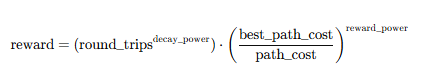 reward = (round_trips^decay_power) · (best_path_cost / path_cost)^reward_power